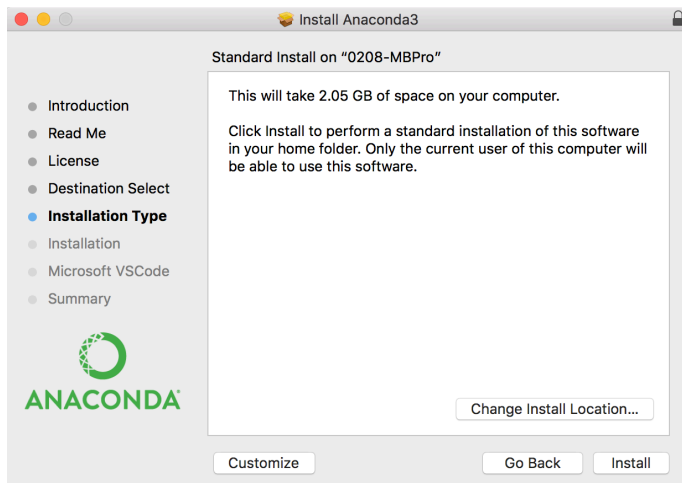 Install Anaconda3
Standard Install on “0208-MBPro”
Introduction
Read Me
License
Destination Select
Installation Type
Installation
Microsoft VSCode
Summary
ANACONDA
This will take 2.05 GB of space on your computer.
Click Install to perform a standard installation of this software
in your home folder. Only the current user of this computer will
be able to use this software.
Change Install Location...
Customize
Go Back
Install